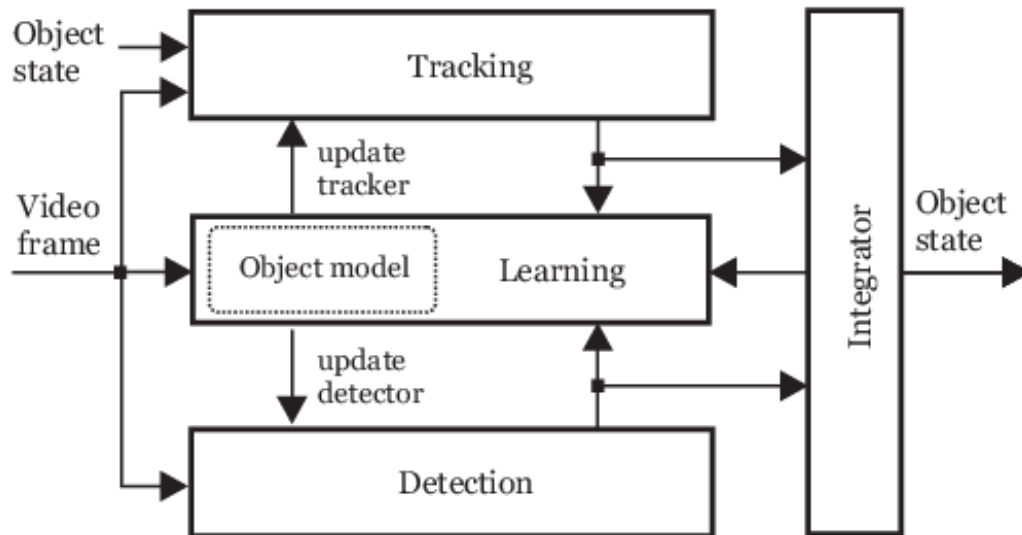 Object
state
Tracking
update
tracker
Video
frame
Object model
Learning
Integrator
Object
state
update
detector
Detection